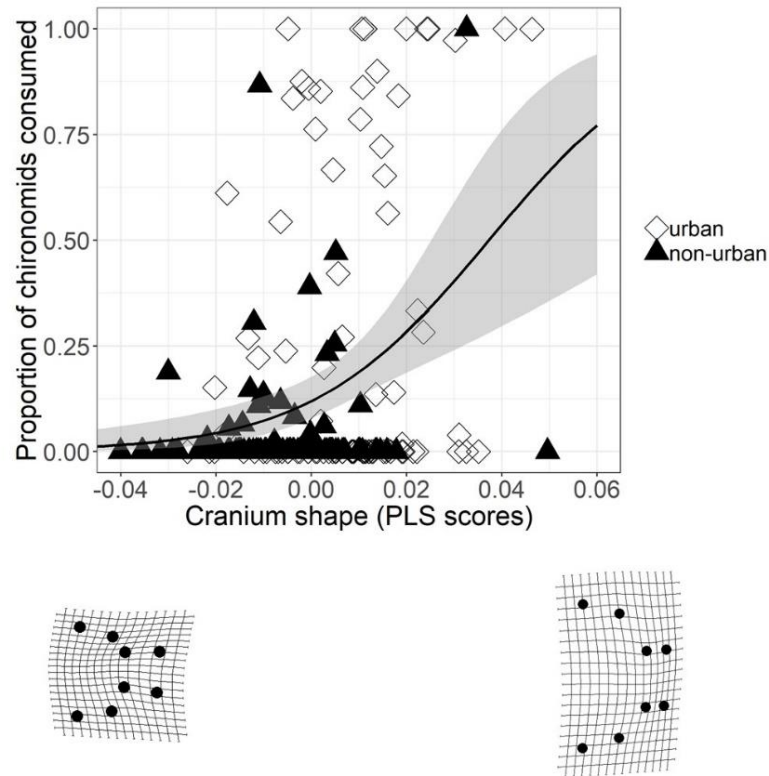 Proportion of chironomids consumed
1.00
0.75
0.50
0.25
0.00
-0.04 -0.02 0.00 0.02 0.04 0.06
Cranium shape (PLS scores)
urban
non-urban